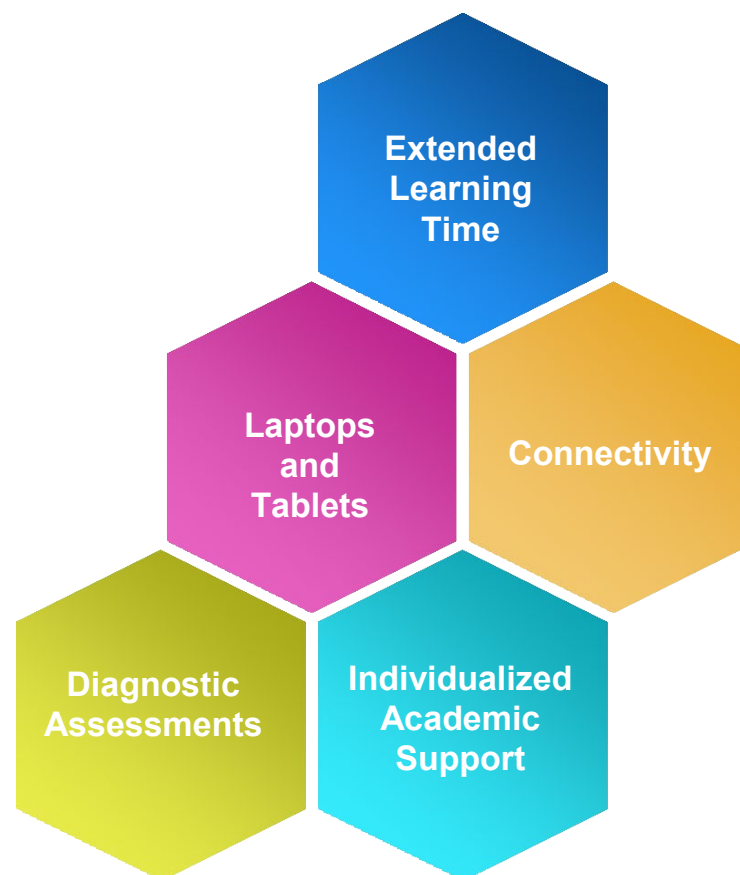 Extended
Learning
Time
Laptops
and
Tablets
Connectivity
Diagnostic
Assessments
Individualized
Academic
Support